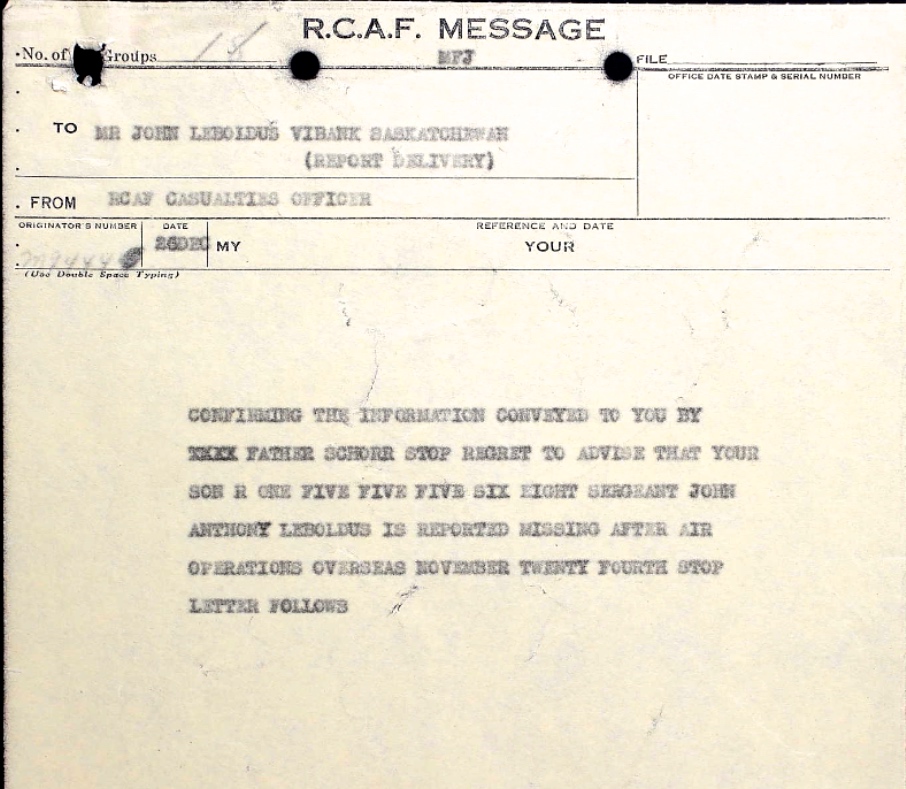 R.C.A.F. MESSAGE
No. of Groups 18
MFJ
FILE
OFFICE DATE STAMP & SERIAL NUMBER
TO MR JOHN LEBOLDUS VIBANK SASKATCHEWAN
(REPORT DELIVERY)
FROM RCAF CASUALTIES OFFICER
ORIGINATOR'S NUMBER DATE REFERENCE AND DATE
26DEC MY YOUR
(Use Double Space Typing)
CONFIRMING THE INFORMATION CONVEYED TO YOU BY
XXXX FATHER SCHORR STOP REGRET TO ADVISE THAT YOUR
SON R ONE FIVE FIVE FIVE SIX EIGHT SERGEANT JOHN
ANTHONY LEBOLDUS IS REPORTED MISSING AFTER AIR
OPERATIONS OVERSEAS NOVEMBER TWENTY FOURTH STOP
LETTER FOLLOWS